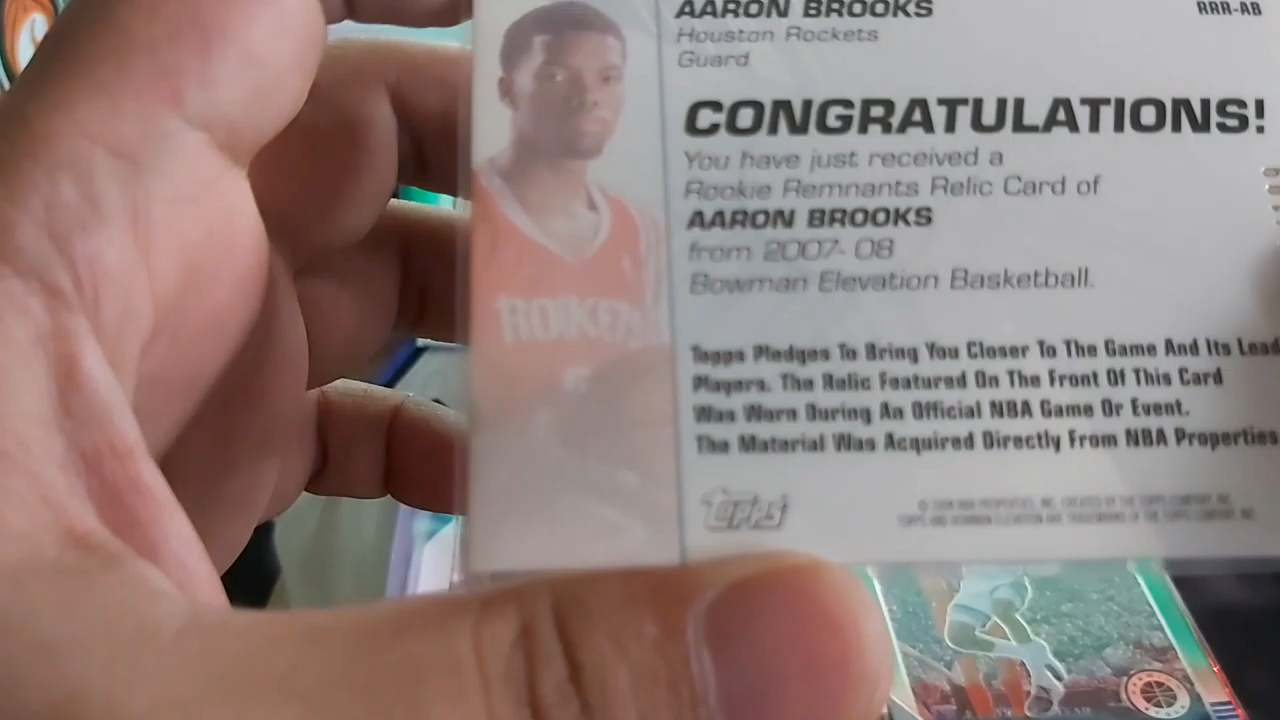 AARON BROOKS
RRR-AB
Houston Rockets
Guard
CONGRATULATIONS!
You have just received a
Rookie Remnants Relic Card of
AARON BROOKS
from 2007-08
Bowman Elevation Basketball.
Topps Pledges To Bring You Closer To The Game And Its Lead
Players. The Relic Featured On The Front Of This Card
Was Worn During An Official NBA Game Or Event.
The Material Was Acquired Directly From NBA Properties
ROCKETS
Topps